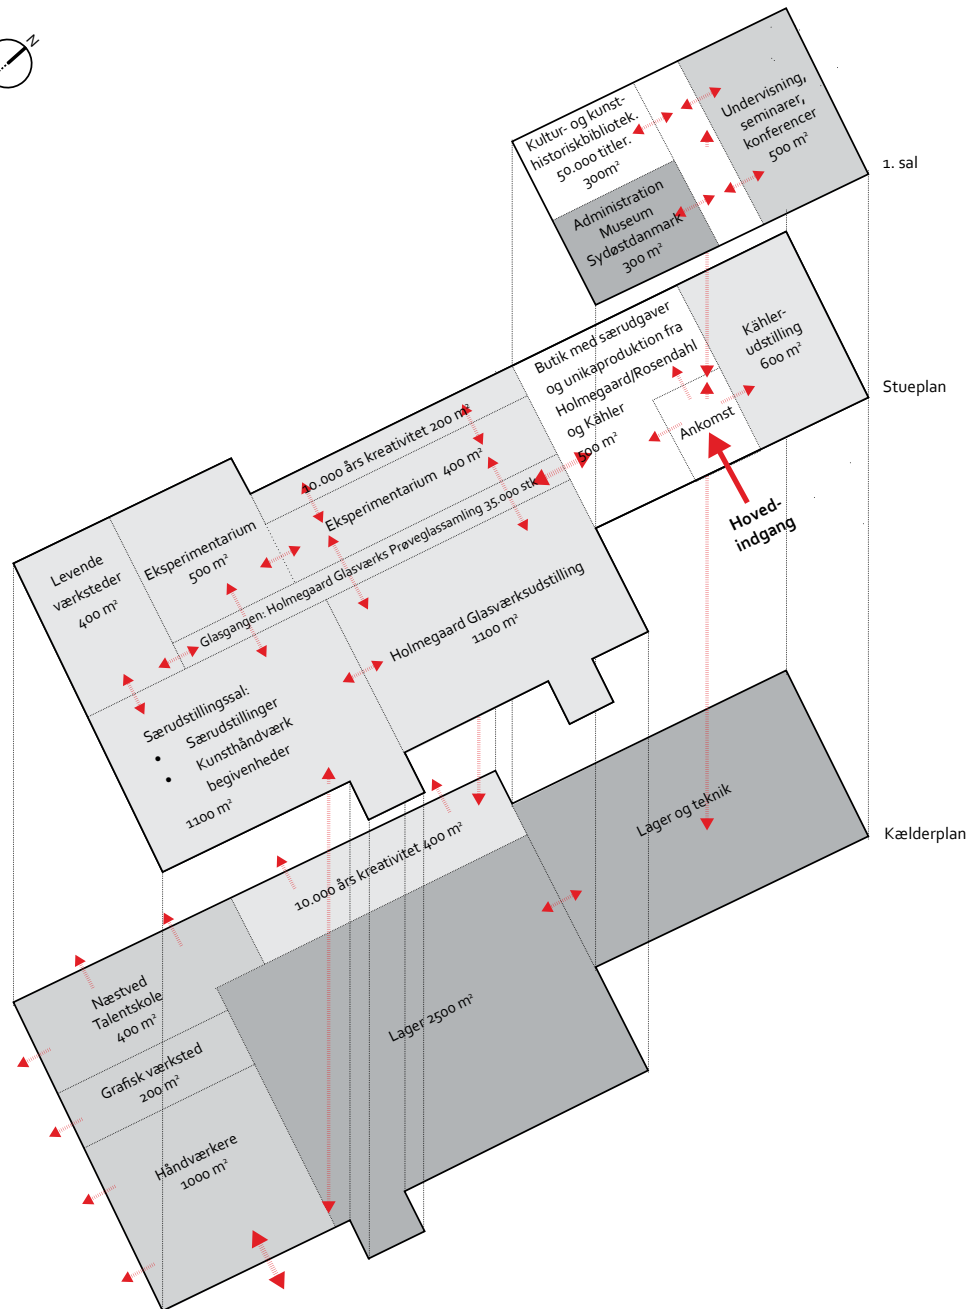 N
Kultur- og kunst-
historiskbibliotek.
50.000 titler.
300m²
Undervisning,
seminarer,
konferencer
500 m²
Administration
Museum
Sydøstdanmark
300 m²
1. sal
Butik med særudgaver
og unikaproduktion fra
Holmegaard/Rosendahl
og Kähler
500 m²
Kähler-
udstilling
600 m²
Ankomst
Stueplan
Hoved-
indgang
10.000 års kreativitet 200 m²
Eksperimentarium 400 m²
Eksperimentarium
500 m²
Levende
værksteder
400 m²
Glasgangen: Holmegaard Glasværks Prøveglassamling 35.000 stk
Holmegaard Glasværksudstilling
1100 m²
Særudstillingssal:
• Særudstillinger
• Kunsthåndværk
begivenheder
1100 m²
Lager og teknik
Kælderplan
10.000 års kreativitet 400 m²
Lager 2500 m²
Næstved
Talentskole
400 m²
Grafisk værksted
200 m²
Håndværkere
1000 m²